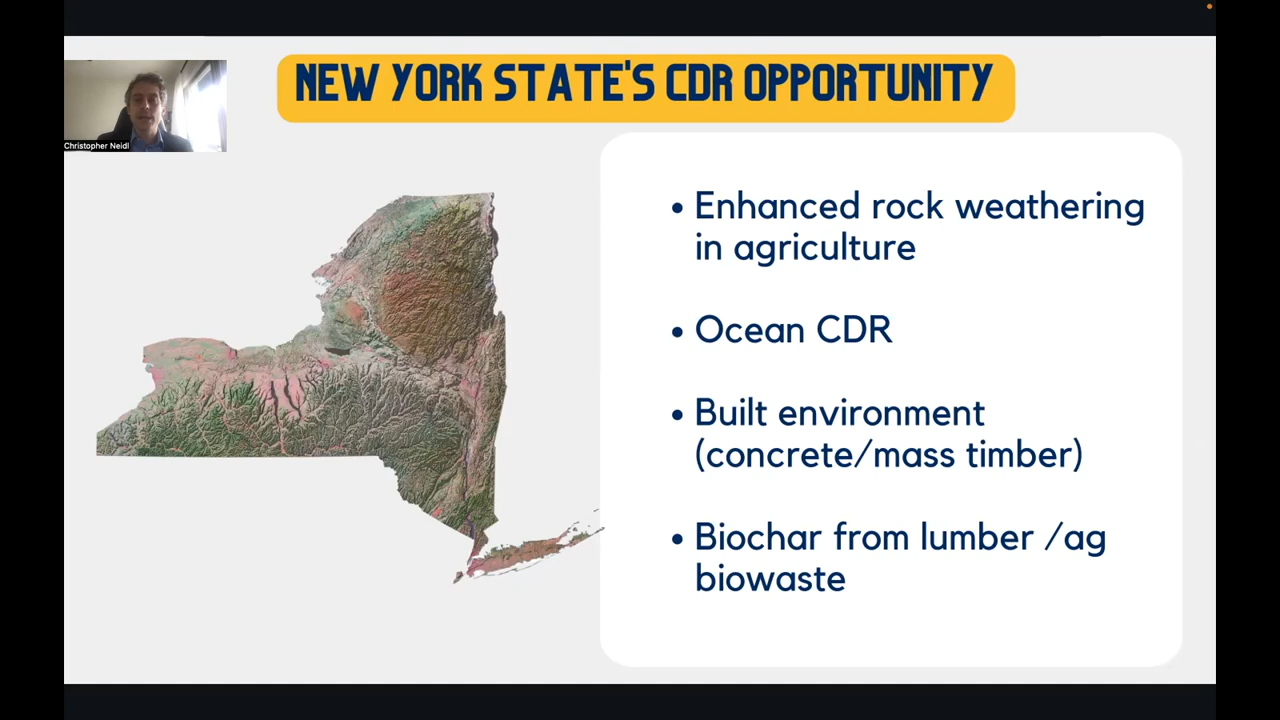 NEW YORK STATE'S CDR OPPORTUNITY
Christopher Neidl
• Enhanced rock weathering
in agriculture
• Ocean CDR
• Built environment
(concrete/mass timber)
• Biochar from lumber /ag
biowaste